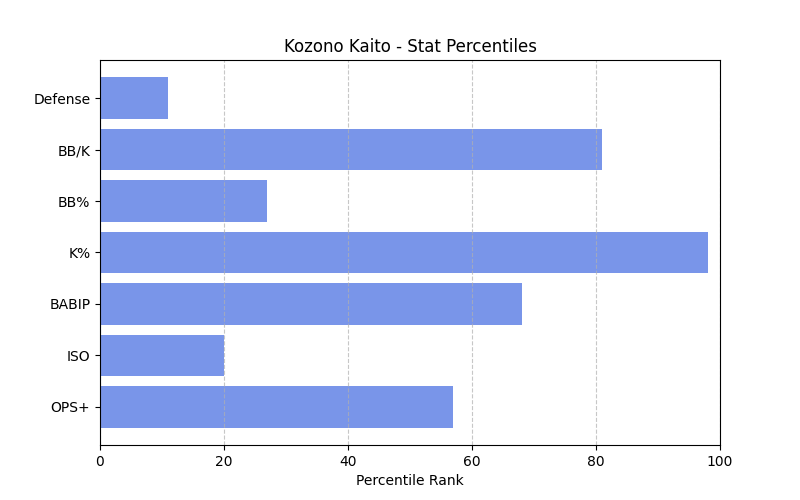 Kozono Kaito - Stat Percentiles
Defense
BB/K
BB%
K%
BABIP
ISO
OPS+
0 20 40 60 80 100
Percentile Rank